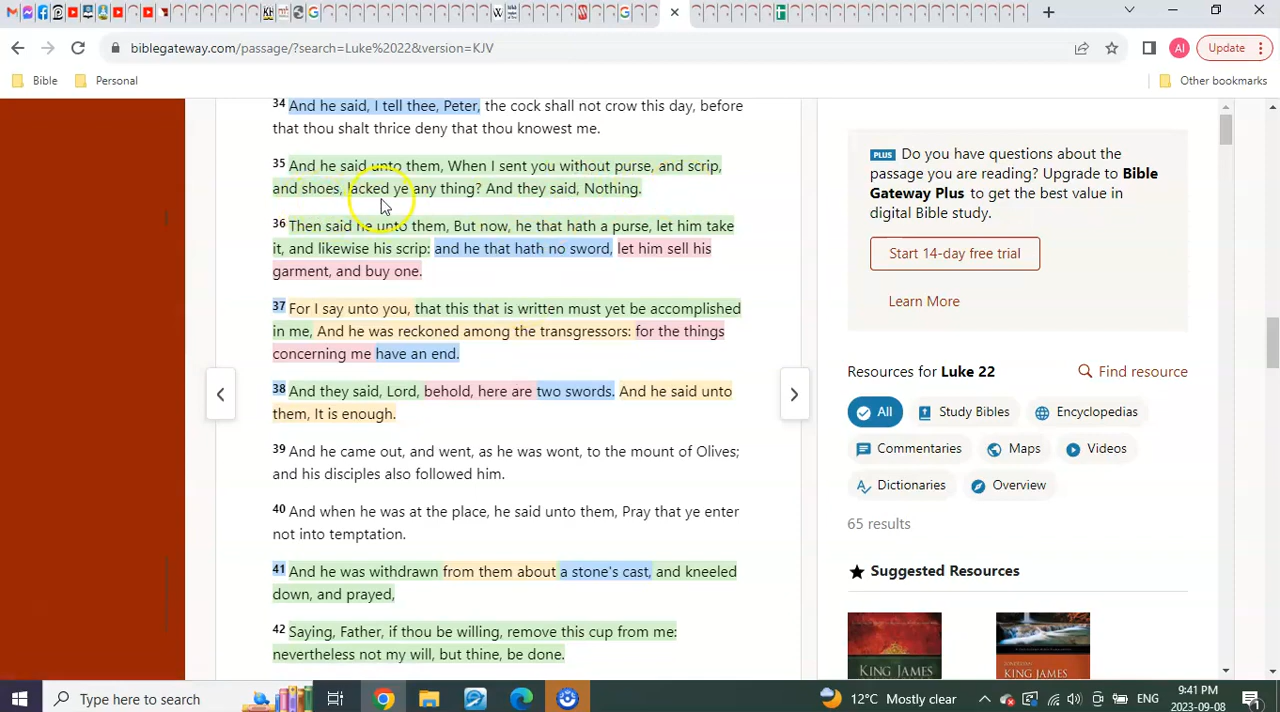 biblegateway.com/passage/?search=Luke%2022&version=KJV
AI
Update
Bible
Personal
Other bookmarks
34 And he said, I tell thee, Peter, the cock shall not crow this day, before
that thou shalt thrice deny that thou knowest me.
35 And he said unto them, When I sent you without purse, and scrip,
and shoes, lacked ye any thing? And they said, Nothing.
36 Then said he unto them, But now, he that hath a purse, let him take
it, and likewise his scrip: and he that hath no sword, let him sell his
garment, and buy one.
37 For I say unto you, that this that is written must yet be accomplished
in me, And he was reckoned among the transgressors: for the things
concerning me have an end.
38 And they said, Lord, behold, here are two swords. And he said unto
them, It is enough.
39 And he came out, and went, as he was wont, to the mount of Olives;
and his disciples also followed him.
40 And when he was at the place, he said unto them, Pray that ye enter
not into temptation.
41 And he was withdrawn from them about a stone's cast, and kneeled
down, and prayed,
42 Saying, Father, if thou be willing, remove this cup from me:
nevertheless not my will, but thine, be done.
PLUS Do you have questions about the
passage you are reading? Upgrade to Bible
Gateway Plus to get the best value in
digital Bible study.
Start 14-day free trial
Learn More
Resources for Luke 22
Find resource
All
Study Bibles
Encyclopedias
Commentaries
Maps
Videos
Dictionaries
Overview
65 results
Suggested Resources
KING JAMES
KING JAMES
Type here to search
12°C Mostly clear
ENG
9:41 PM
2023-09-08